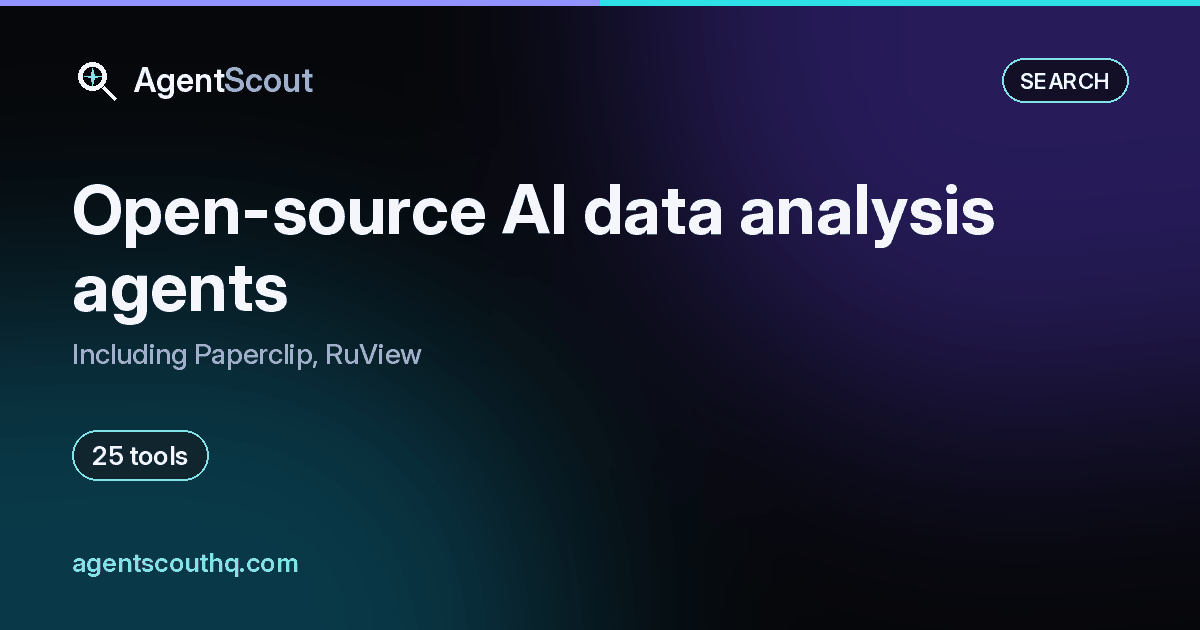 AgentScout
SEARCH
Open-source AI data analysis
agents
Including Paperclip, RuView
25 tools
agentscouthq.com